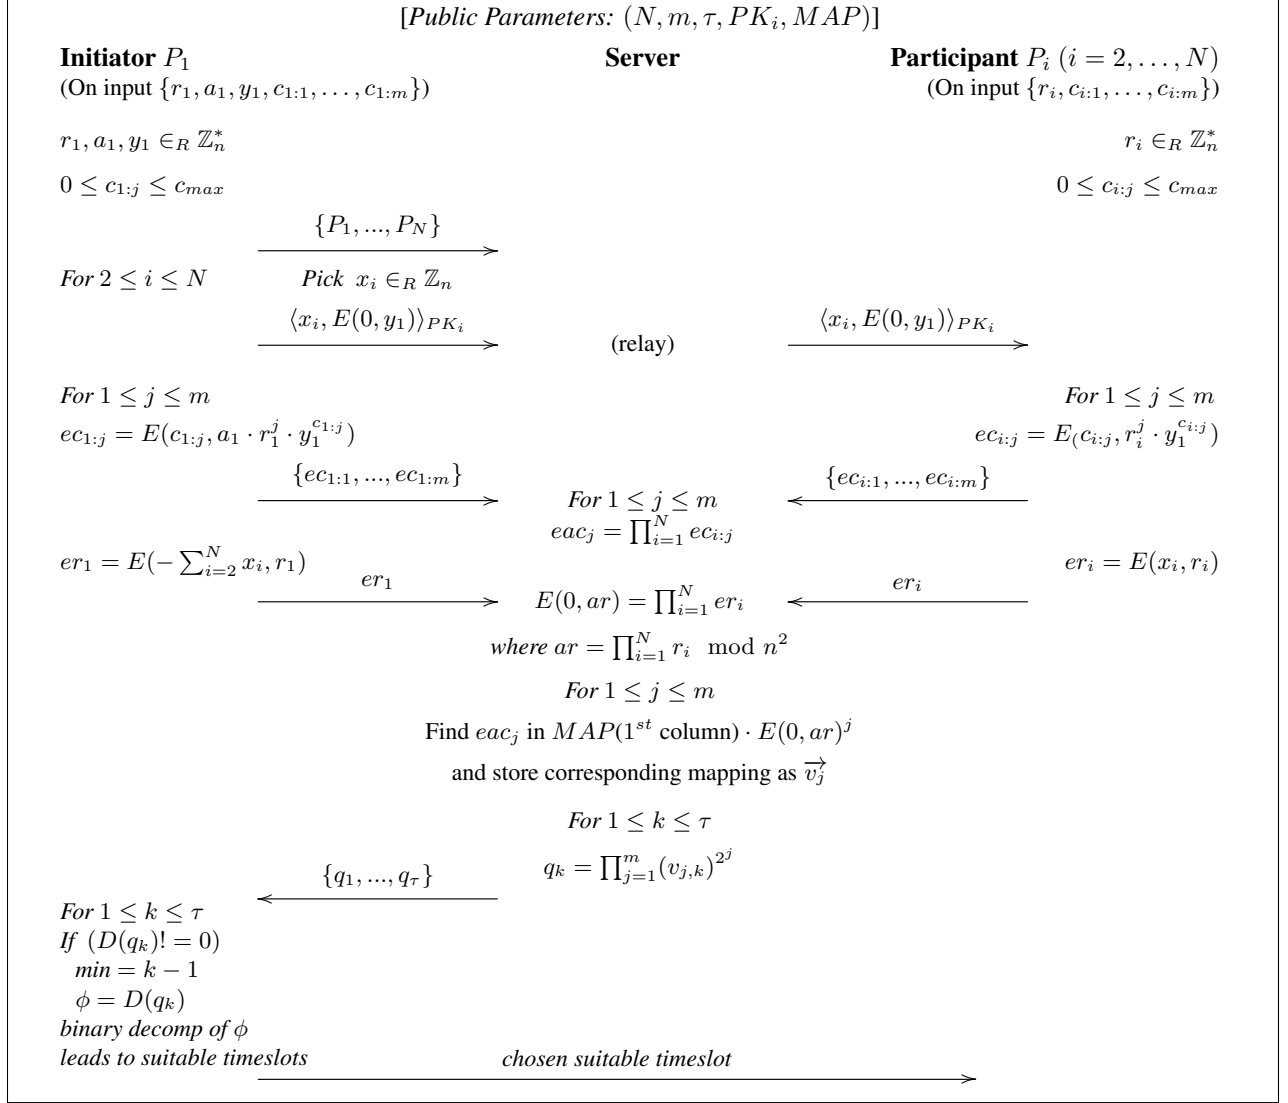 [Public Parameters: (N, m, τ, PK_i, MAP)]
Initiator P_1    Server    Participant P_i (i = 2, . . . , N)
(On input {r_1, a_1, y_1, c_{1:1}, . . . , c_{1:m}})    (On input {r_i, c_{i:1}, . . . , c_{i:m}})
r_1, a_1, y_1 ∈_R ℤ_n^*    r_i ∈_R ℤ_n^*
0 ≤ c_{1:j} ≤ c_{max}    0 ≤ c_{i:j} ≤ c_{max}
{P_1, ..., P_N}
For 2 ≤ i ≤ N    Pick x_i ∈_R ℤ_n
⟨x_i, E(0, y_1)⟩_{PK_i}    (relay)    ⟨x_i, E(0, y_1)⟩_{PK_i}
For 1 ≤ j ≤ m    For 1 ≤ j ≤ m
ec_{1:j} = E(c_{1:j}, a_1 · r_1^j · y_1^{c_{1:j}})    ec_{i:j} = E_(c_{i:j}, r_i^j · y_1^{c_{i:j}})
{ec_{1:1}, ..., ec_{1:m}}    For 1 ≤ j ≤ m    {ec_{i:1}, ..., ec_{i:m}}
eac_j = ∏_{i=1}^N ec_{i:j}
er_1 = E(−∑_{i=2}^N x_i, r_1)    er_i = E(x_i, r_i)
er_1    E(0, ar) = ∏_{i=1}^N er_i    er_i
where ar = ∏_{i=1}^N r_i mod n^2
For 1 ≤ j ≤ m
Find eac_j in MAP(1^{st} column) · E(0, ar)^j
and store corresponding mapping as \overrightarrow{v_j}
For 1 ≤ k ≤ τ
{q_1, ..., q_τ}    q_k = ∏_{j=1}^m (v_{j,k})^{2^j}
For 1 ≤ k ≤ τ
If (D(q_k)! = 0)
min = k − 1
φ = D(q_k)
binary decomp of φ
leads to suitable timeslots    chosen suitable timeslot